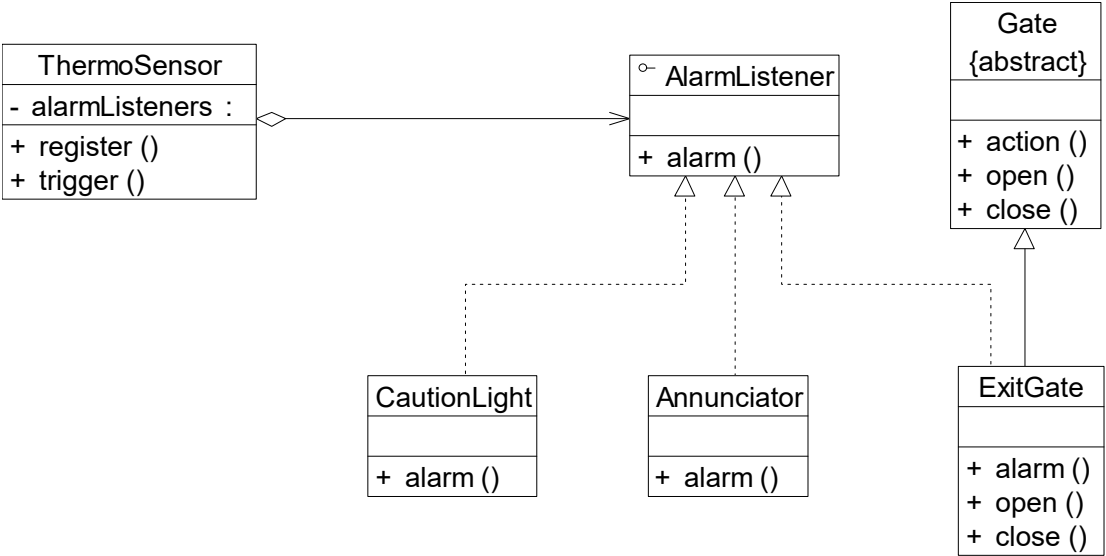 ThermoSensor
- alarmListeners :
+ register ()
+ trigger ()
AlarmListener
+ alarm ()
Gate
{abstract}
+ action ()
+ open ()
+ close ()
CautionLight
+ alarm ()
Annunciator
+ alarm ()
ExitGate
+ alarm ()
+ open ()
+ close ()